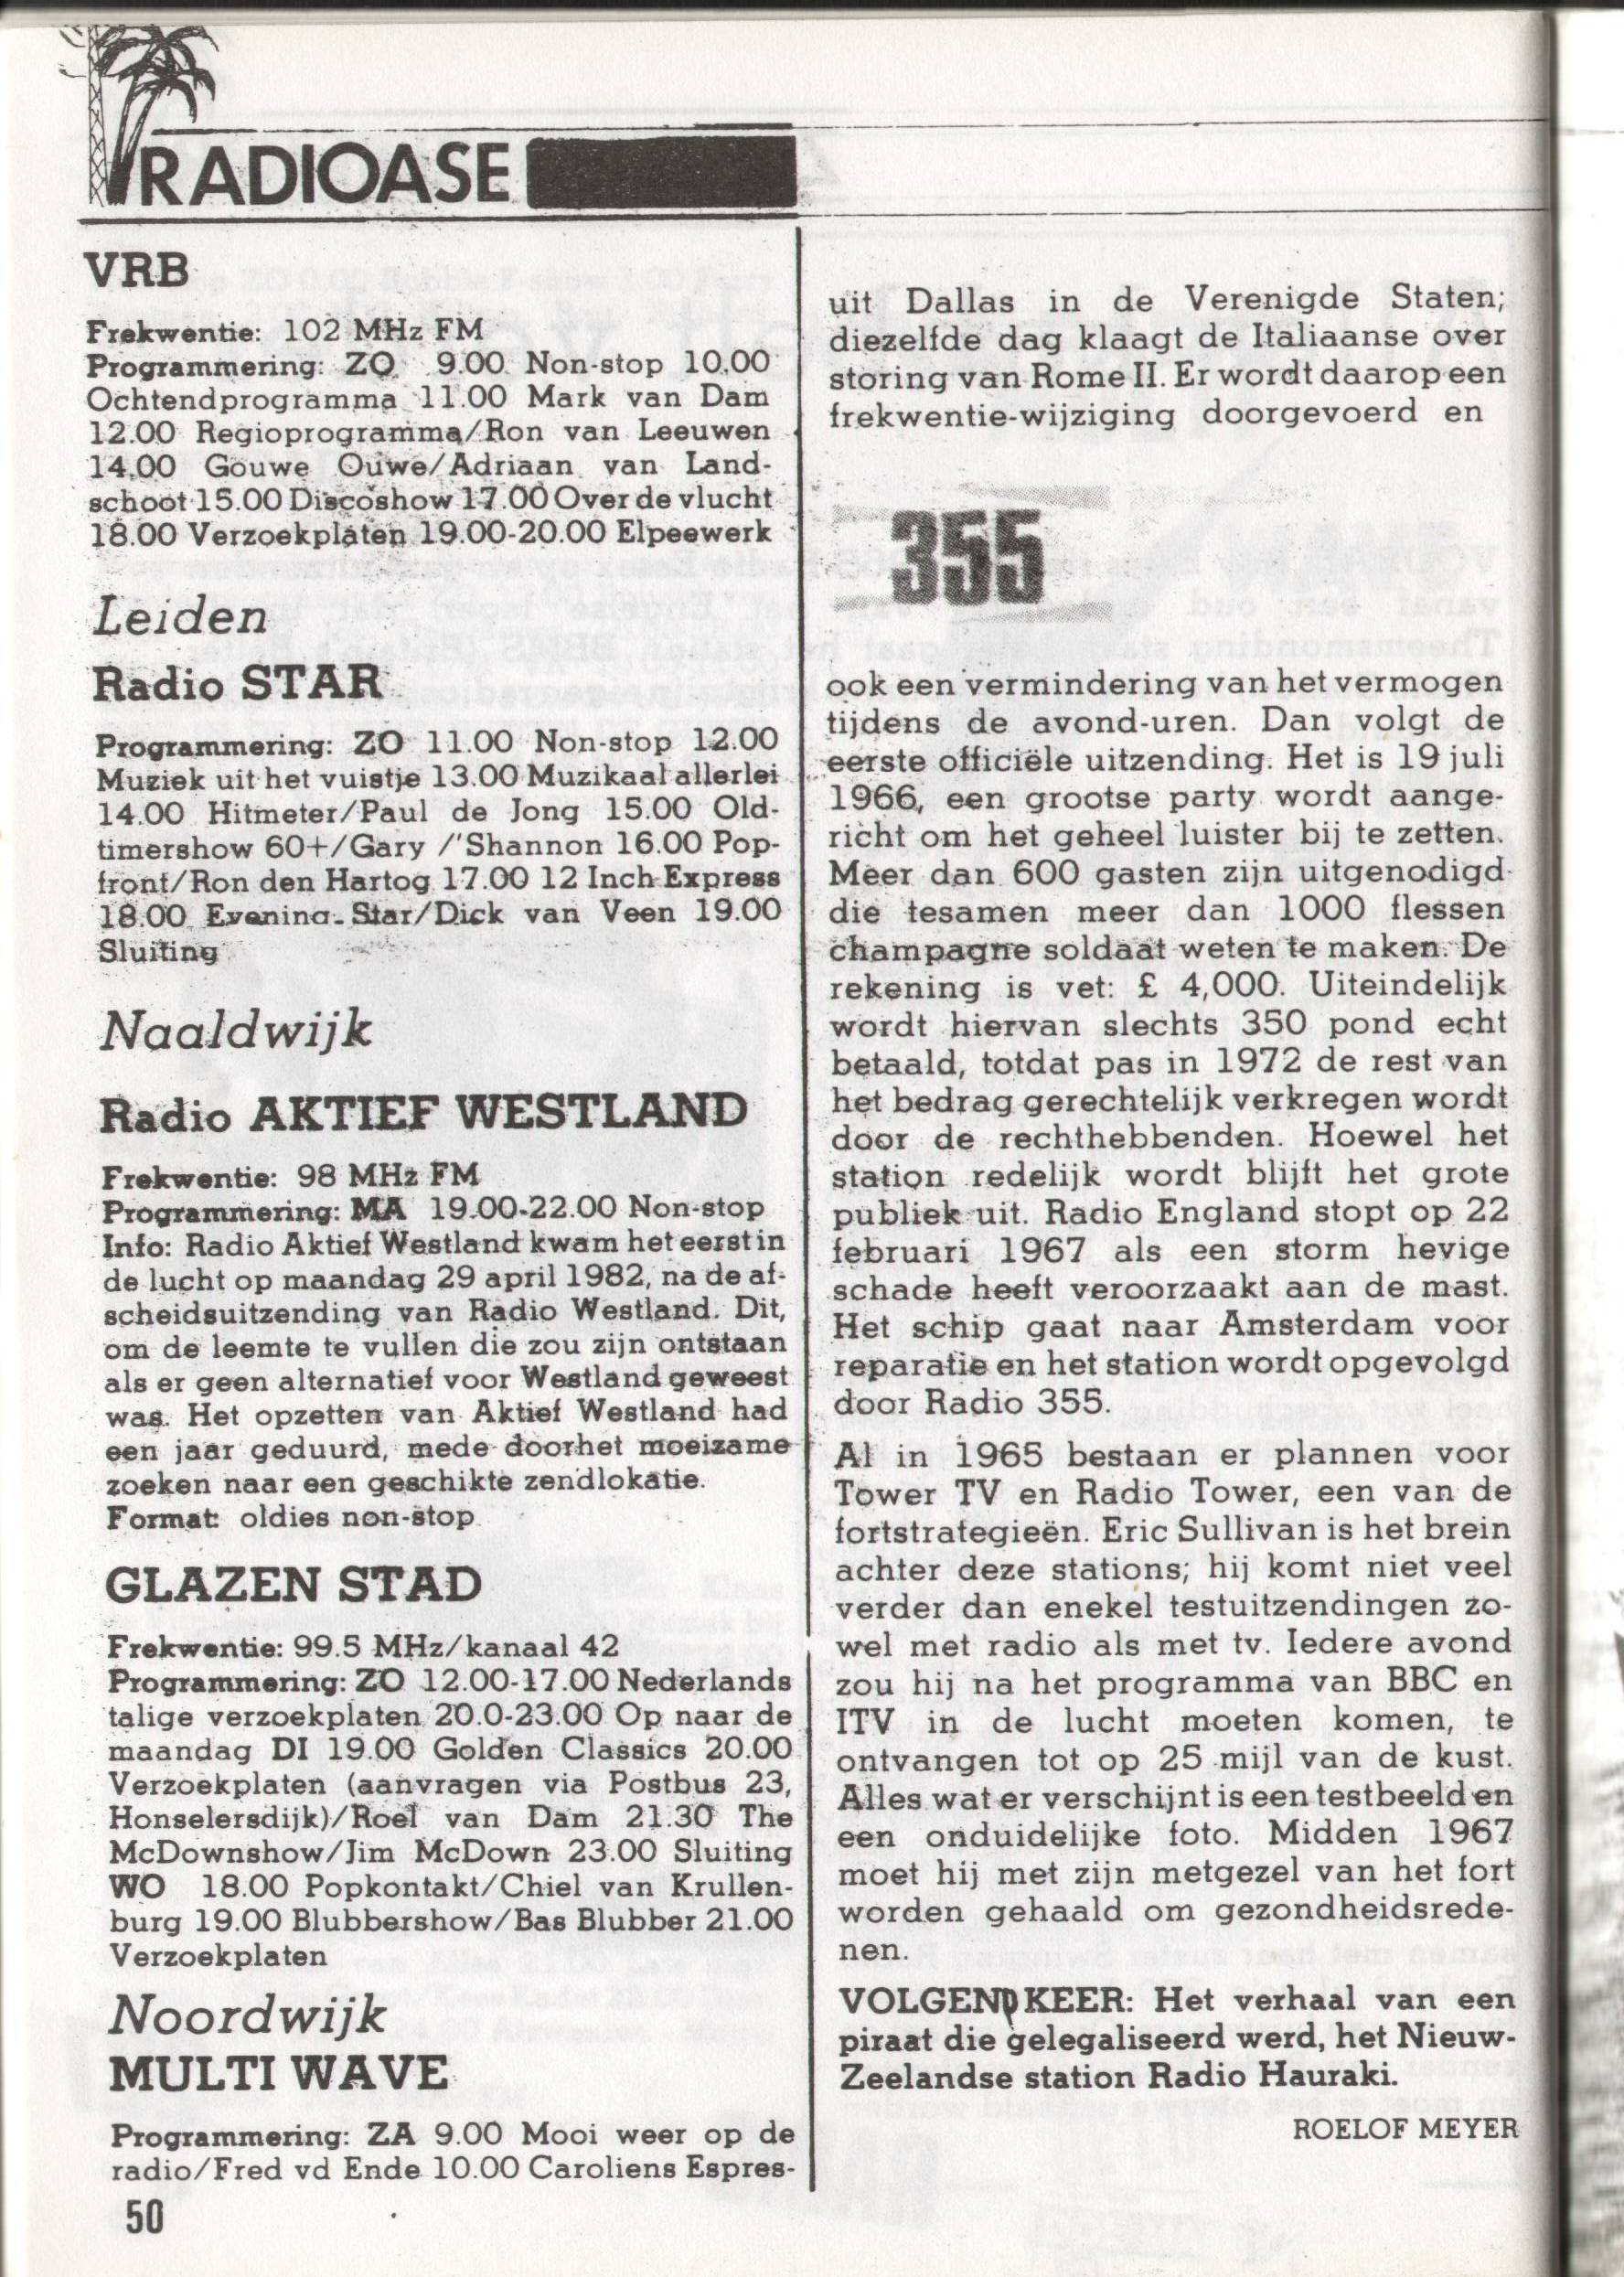 RADIOASE
VRB
Frekwentie: 102 MHz FM
Programmering: ZO 9.00 Non-stop 10.00
Ochtendprogramma 11.00 Mark van Dam
12.00 Regioprogramma/Ron van Leeuwen
14.00 Gouwe Ouwe/Adriaan van Land-
schoot 15.00 Discoshow 17.00 Over de vlucht
18.00 Verzoekplaten 19.00-20.00 Elpeewerk
Leiden
Radio STAR
Programmering: ZO 11.00 Non-stop 12.00
Muziek uit het vuistje 13.00 Muzikaal allerlei
14.00 Hitmeter/Paul de Jong 15.00 Old-
timershow 60+/Gary /'Shannon 16.00 Pop-
front/Ron den Hartog 17.00 12 Inch Express
18.00 Evening Star/Dick van Veen 19.00
Sluiting
Naaldwijk
Radio AKTIEF WESTLAND
Frekwentie: 98 MHz FM
Programmering: MA 19.00-22.00 Non-stop
Info: Radio Aktief Westland kwam het eerst in
de lucht op maandag 29 april 1982, na de af-
scheidsuitzending van Radio Westland. Dit,
om de leemte te vullen die zou zijn ontstaan
als er geen alternatief voor Westland geweest
was. Het opzetten van Aktief Westland had
een jaar geduurd, mede doorhet moeizame
zoeken naar een geschikte zendlokatie.
Format: oldies non-stop
GLAZEN STAD
Frekwentie: 99.5 MHz/kanaal 42
Programmering: ZO 12.00-17.00 Nederlands
talige verzoekplaten 20.0-23.00 Op naar de
maandag DI 19.00 Golden Classics 20.00
Verzoekplaten (aanvragen via Postbus 23,
Honselersdijk)/Roel van Dam 21.30 The
McDownshow/Jim McDown 23.00 Sluiting
WO 18.00 Popkontakt/Chiel van Krullen-
burg 19.00 Blubbershow/Bas Blubber 21.00
Verzoekplaten
Noordwijk
MULTI WAVE
Programmering: ZA 9.00 Mooi weer op de
radio/Fred vd Ende 10.00 Caroliens Espres-
50
uit Dallas in de Verenigde Staten;
diezelfde dag klaagt de Italiaanse over
storing van Rome II. Er wordt daarop een
frekwentie-wijziging doorgevoerd en
355
ook een vermindering van het vermogen
tijdens de avond-uren. Dan volgt de
eerste officiële uitzending. Het is 19 juli
1966, een grootse party wordt aange-
richt om het geheel luister bij te zetten.
Meer dan 600 gasten zijn uitgenodigd
die tesamen meer dan 1000 flessen
champagne soldaat weten te maken. De
rekening is vet: £ 4,000. Uiteindelijk
wordt hiervan slechts 350 pond echt
betaald, totdat pas in 1972 de rest van
het bedrag gerechtelijk verkregen wordt
door de rechthebbenden. Hoewel het
station redelijk wordt blijft het grote
publiek uit. Radio England stopt op 22
februari 1967 als een storm hevige
schade heeft veroorzaakt aan de mast.
Het schip gaat naar Amsterdam voor
reparatie en het station wordt opgevolgd
door Radio 355.
Al in 1965 bestaan er plannen voor
Tower TV en Radio Tower, een van de
fortstrategieën. Eric Sullivan is het brein
achter deze stations; hij komt niet veel
verder dan enekel testuitzendingen zo-
wel met radio als met tv. Iedere avond
zou hij na het programma van BBC en
ITV in de lucht moeten komen, te
ontvangen tot op 25 mijl van de kust.
Alles wat er verschijnt is een testbeeld en
een onduidelijke foto. Midden 1967
moet hij met zijn metgezel van het fort
worden gehaald om gezondheidsrede-
nen.
VOLGEND KEER: Het verhaal van een
piraat die gelegaliseerd werd, het Nieuw-
Zeelandse station Radio Hauraki.
ROELOF MEYER